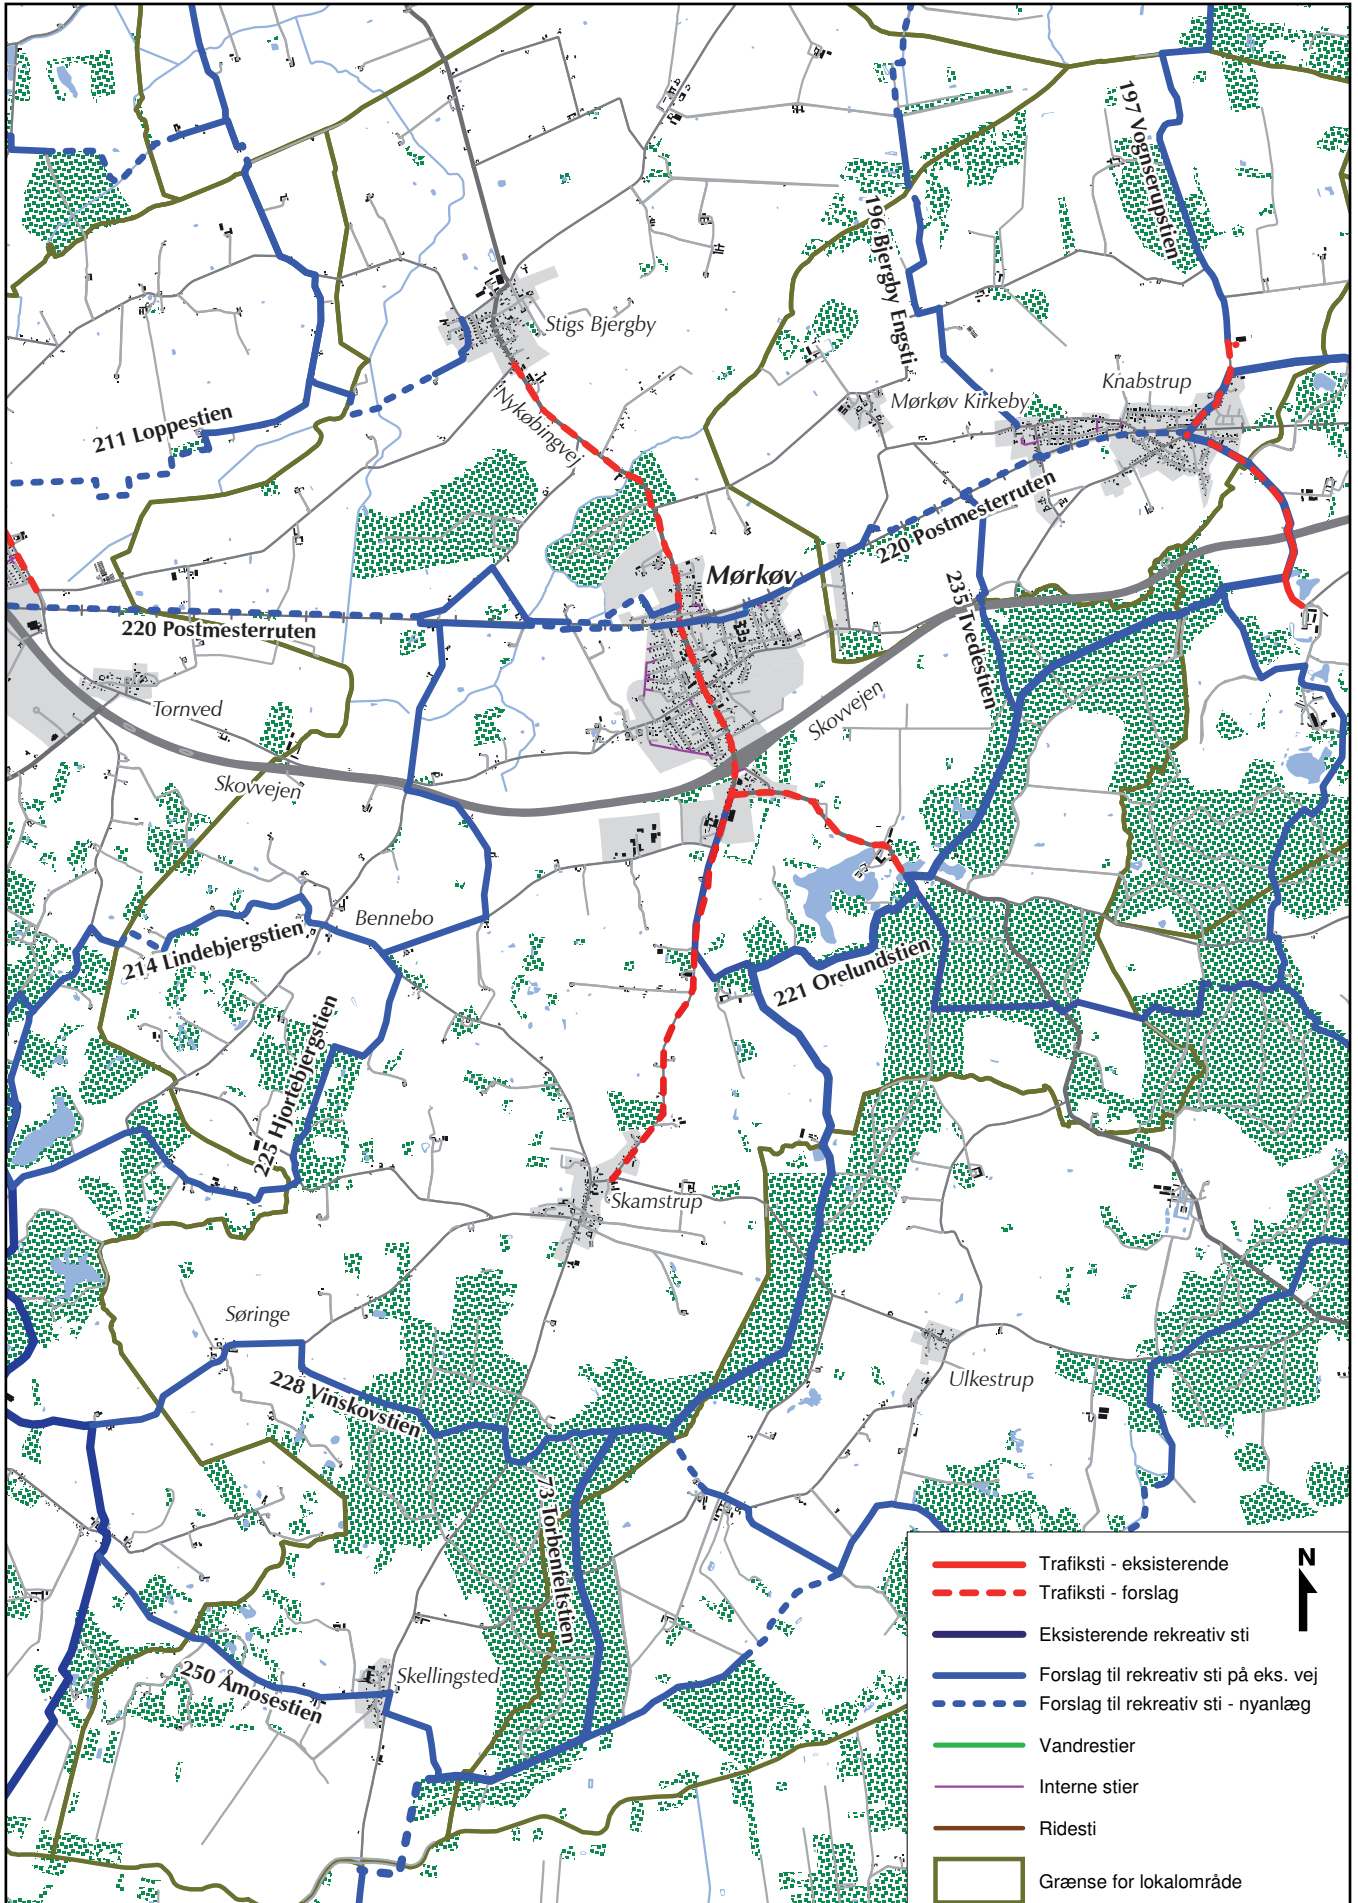 197 Vognserupstien
196 Bjergby Engsti
Stigs Bjergby
Knabstrup
Mørkøv Kirkeby
Nykøbingvej
211 Loppestien
220 Postmesterruten
Mørkøv
235 Tvedestien
220 Postmesterruten
Tornved
Skovvejen
Skovvejen
Bennebo
214 Lindebjergstien
221 Orelundstien
225 Hjortebjergstien
Skamstrup
Søringe
Ulkestrup
228 Vinskovstien
73 Torbenfeltstien
Skellingsted
250 Åmosestien
N
Trafiksti - eksisterende
Trafiksti - forslag
Eksisterende rekreativ sti
Forslag til rekreativ sti på eks. vej
Forslag til rekreativ sti - nyanlæg
Vandrestier
Interne stier
Ridesti
Grænse for lokalområde